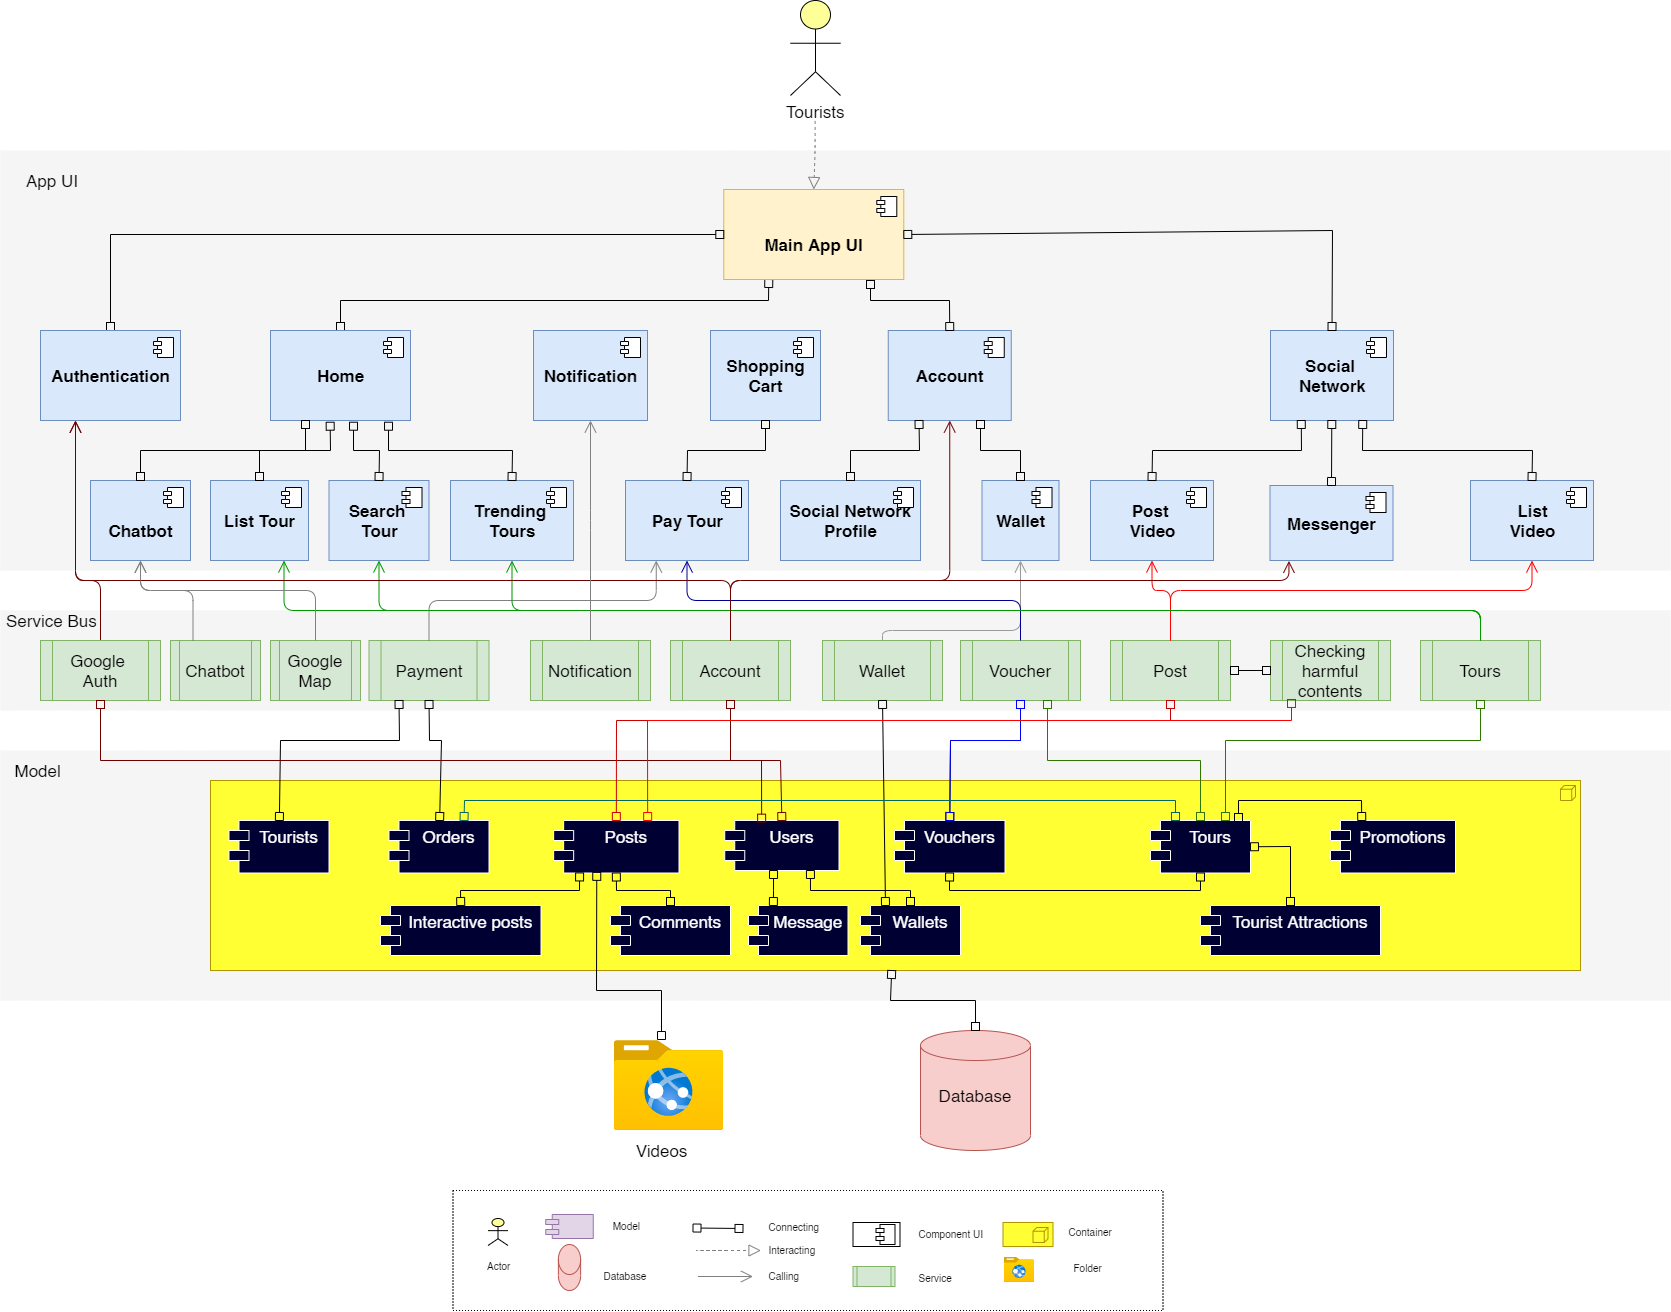 Tourists
App UI
Main App UI
Authentication
Home
Notification
Shopping
Cart
Account
Social
Network
Chatbot
List Tour
Search
Tour
Trending
Tours
Pay Tour
Social Network
Profile
Wallet
Post
Video
Messenger
List
Video
Service Bus
Google
Auth
Chatbot
Google
Map
Payment
Notification
Account
Wallet
Voucher
Post
Checking
harmful
contents
Tours
Model
Tourists
Orders
Posts
Users
Vouchers
Tours
Promotions
Interactive posts
Comments
Message
Wallets
Tourist Attractions
Videos
Database
Actor
Model
Database
Connecting
Interacting
Calling
Component UI
Service
Container
Folder